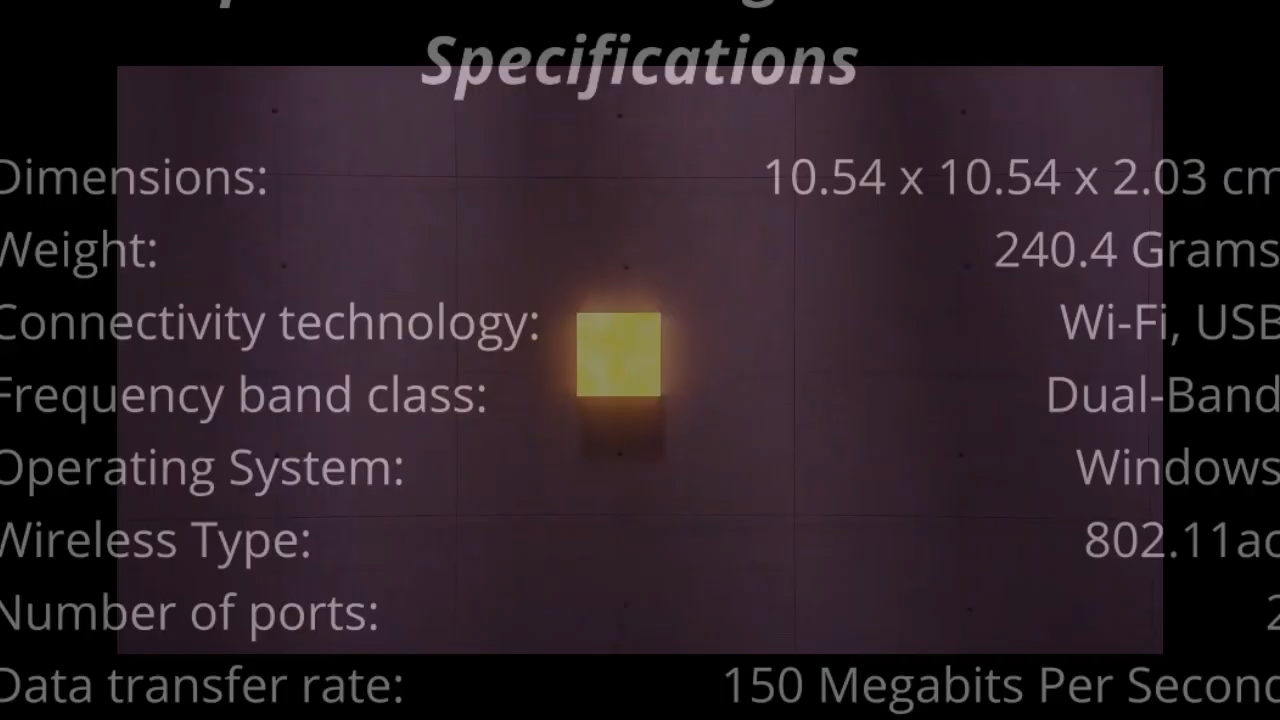 Specifications
Dimensions: 10.54 x 10.54 x 2.03 cm
Weight: 240.4 Grams
Connectivity technology: Wi-Fi, USB
Frequency band class: Dual-Band
Operating System: Windows
Wireless Type: 802.11ac
Number of ports: 2
Data transfer rate: 150 Megabits Per Second